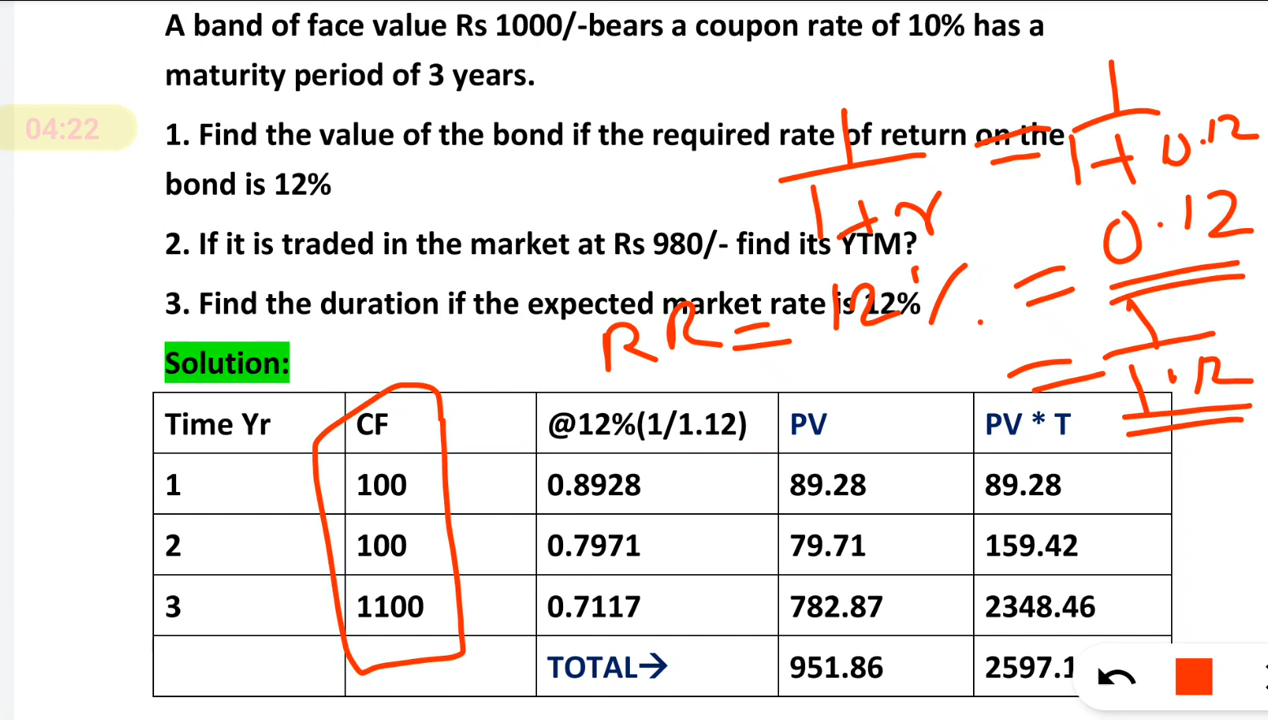 A band of face value Rs 1000/-bears a coupon rate of 10% has a
maturity period of 3 years.
04:22
1. Find the value of the bond if the required rate of return on the
bond is 12%
2. If it is traded in the market at Rs 980/- find its YTM?
3. Find the duration if the expected market rate is 12%
1/1+r = 1/1+0.12
RR = 12% = 0.12
= 1/1.12
Solution:
Time Yr CF @12%(1/1.12) PV PV * T
1 100 0.8928 89.28 89.28
2 100 0.7971 79.71 159.42
3 1100 0.7117 782.87 2348.46
TOTAL→ 951.86 2597.1